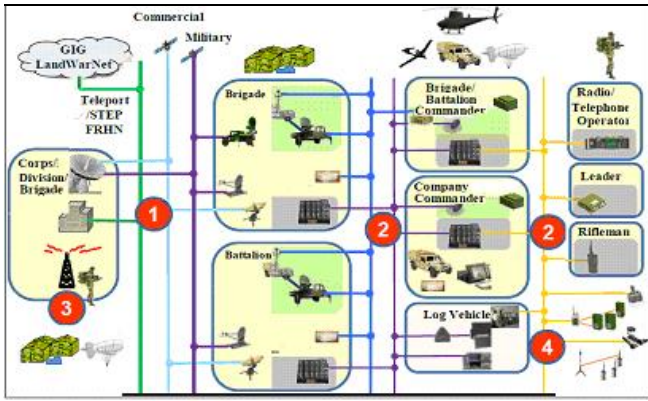 Commercial
Military
GIG
LandWarNet
Teleport
/STEP
FRHN
Corps/
Division/
Brigade
1
3
Brigade
Battalion
2
Brigade/
Battalion
Commander
Company
Commander
2
Log Vehicle
4
Radio/
Telephone
Operator
Leader
Rifleman